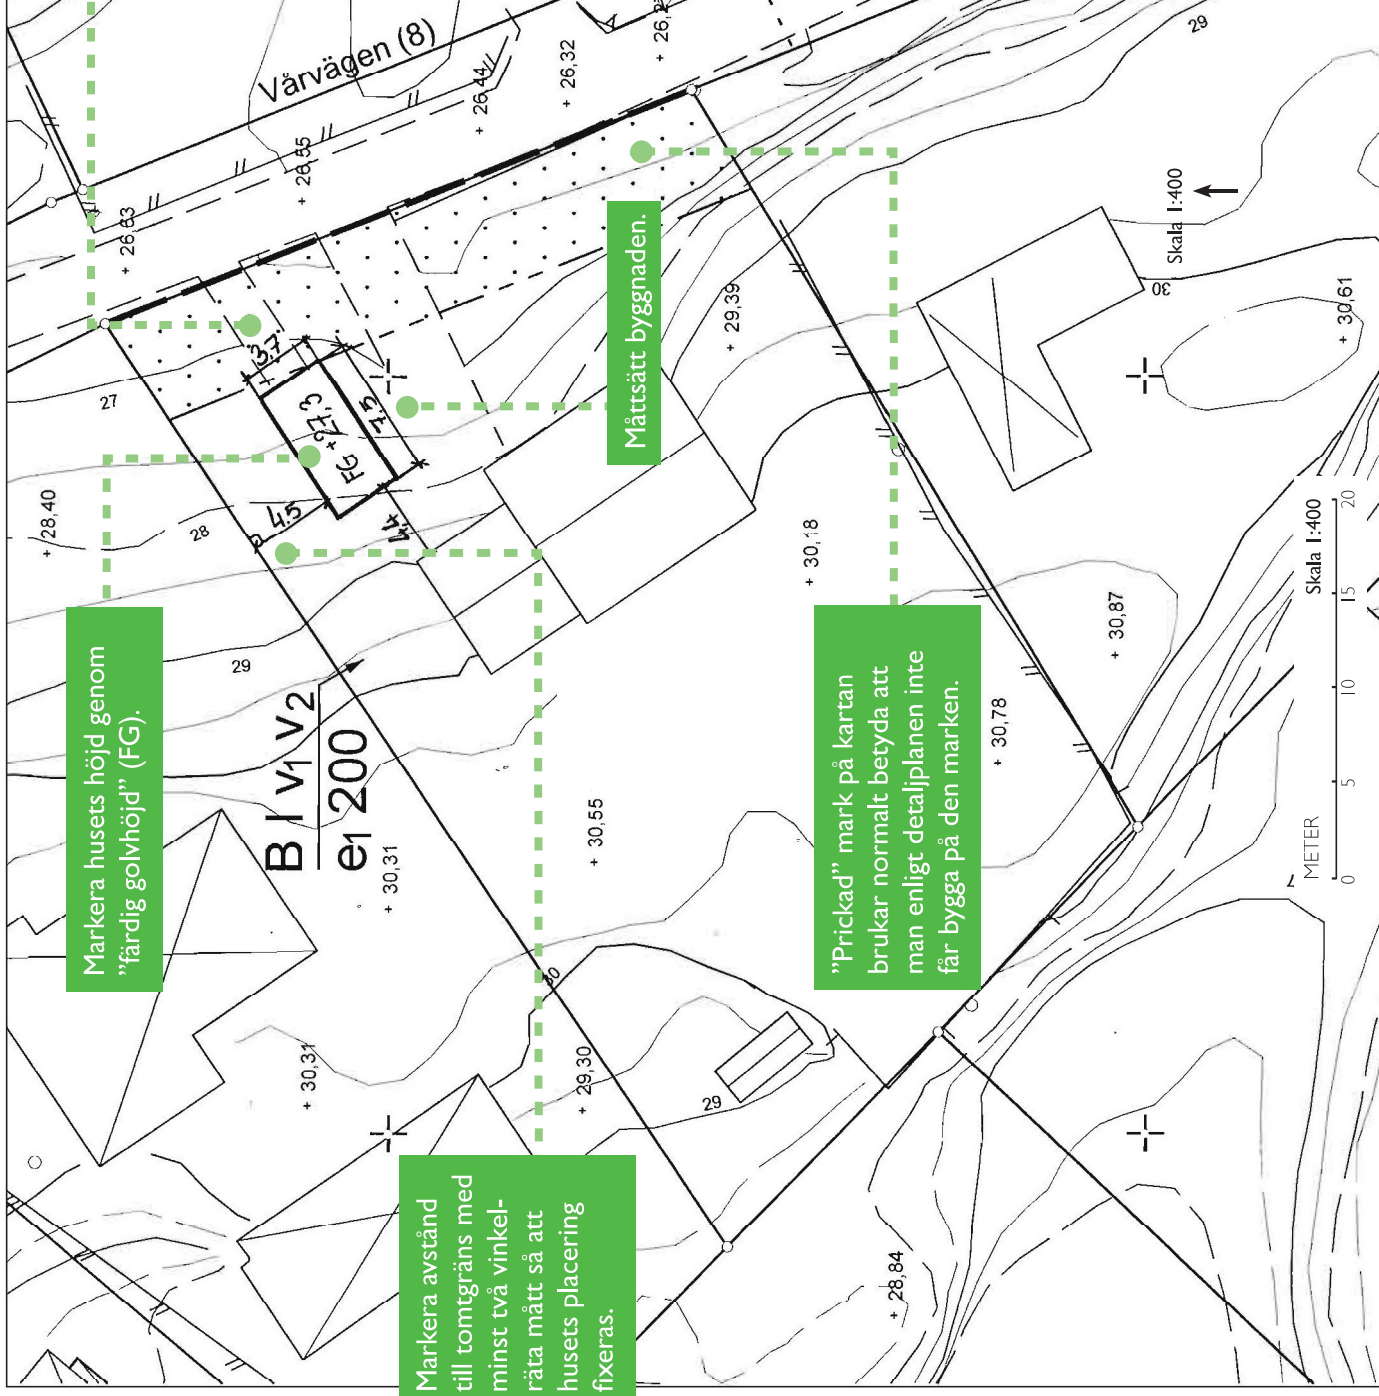 Vårvägen (8)
+ 26,63
+ 26,55
+ 26,44
+ 26,32
29
27
+ 28,40
28
3,7
FG +27,3
7,5
4,5
4,4
Måttsätt byggnaden.
+ 29,39
Skala 1:400
30
+ 30,61
Markera husets höjd genom
”färdig golvhöjd” (FG).
29
B I v1 v2
e1 200
+ 30,31
+ 30,18
+ 30,55
”Prickad” mark på kartan
brukar normalt betyda att
man enligt detaljplanen inte
får bygga på den marken.
+ 30,87
+ 30,78
Skala 1:400
METER
0 5 10 15 20
30
+ 30,31
+ 29,30
29
Markera avstånd
till tomtgräns med
minst två vinkel-
räta mått så att
husets placering
fixeras.
+ 28,84